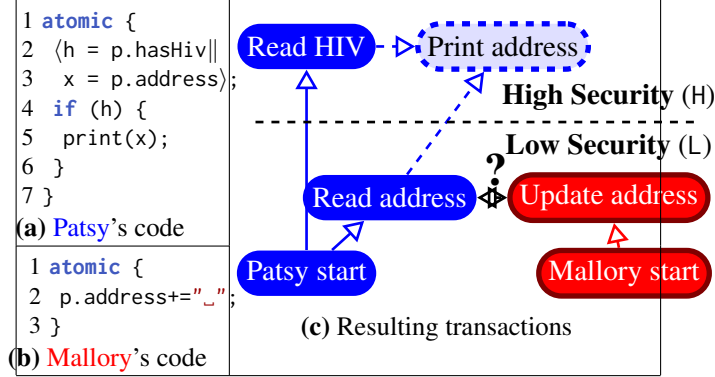 1 atomic {
2 ⟨h = p.hasHiv‖
3 x = p.address⟩;
4 if (h) {
5 print(x);
6 }
7 }
(a) Patsy's code
1 atomic {
2 p.address+="␣";
3 }
(b) Mallory's code
Read HIV
Print address
High Security (H)
Low Security (L)
?
Read address
Update address
Patsy start
Mallory start
(c) Resulting transactions